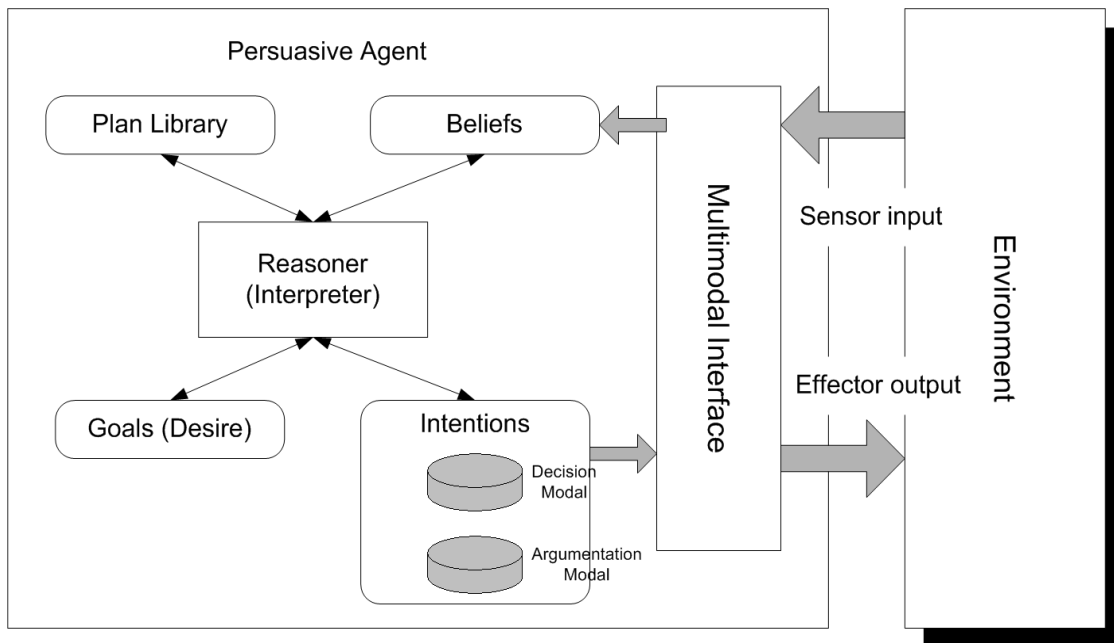 Persuasive Agent
Plan Library
Beliefs
Reasoner
(Interpreter)
Goals (Desire)
Intentions
Decision
Modal
Argumentation
Modal
Multimodal Interface
Sensor input
Effector output
Environment